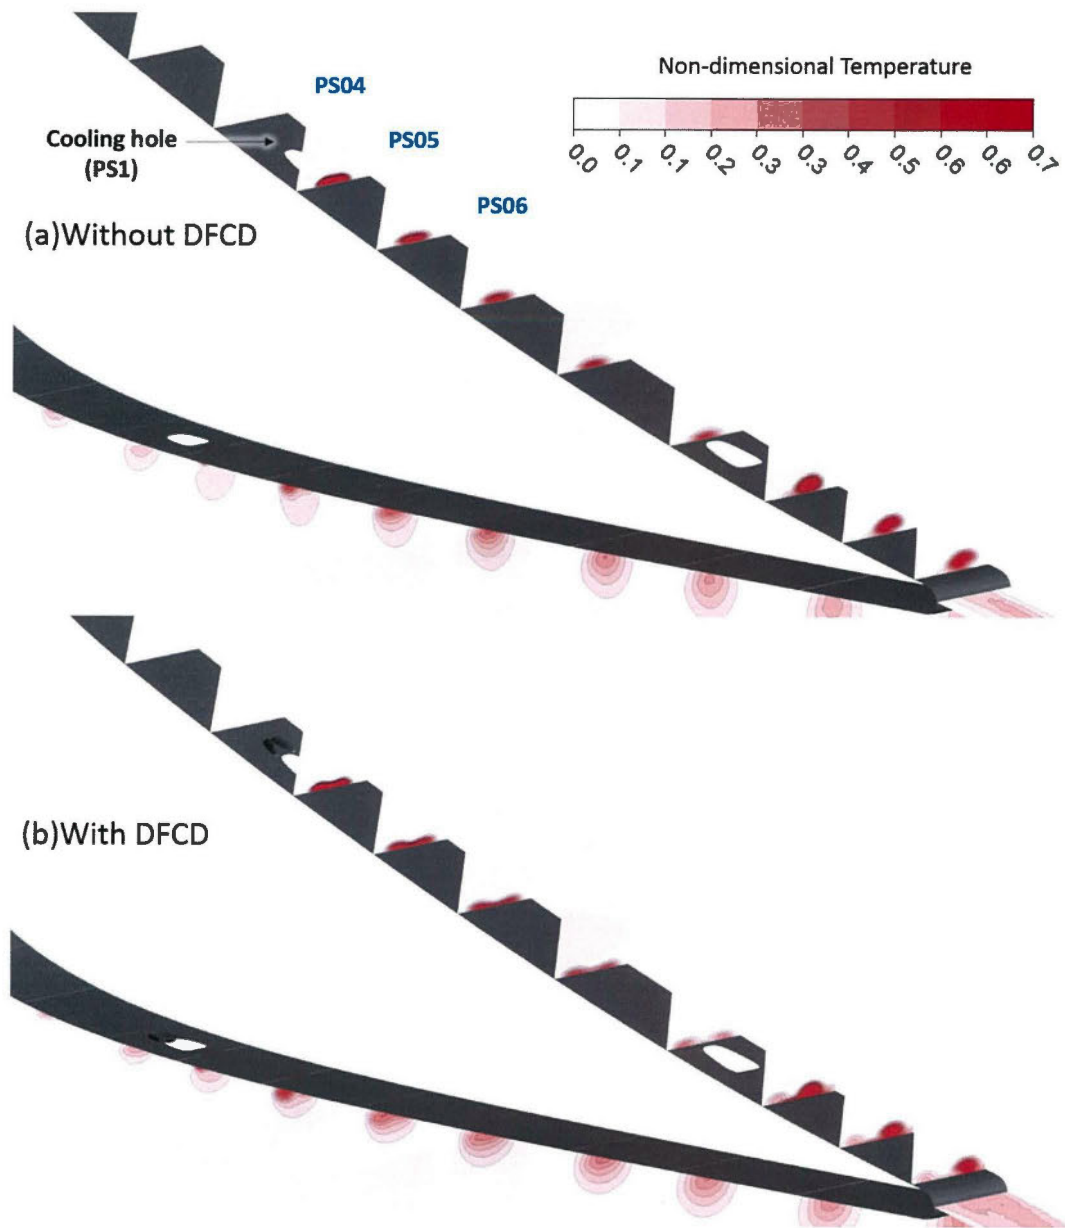 Non-dimensional Temperature
0.0 0.1 0.1 0.2 0.3 0.3 0.4 0.5 0.6 0.6 0.7
PS04
Cooling hole
(PS1)
PS05
PS06
(a)Without DFCD
(b)With DFCD